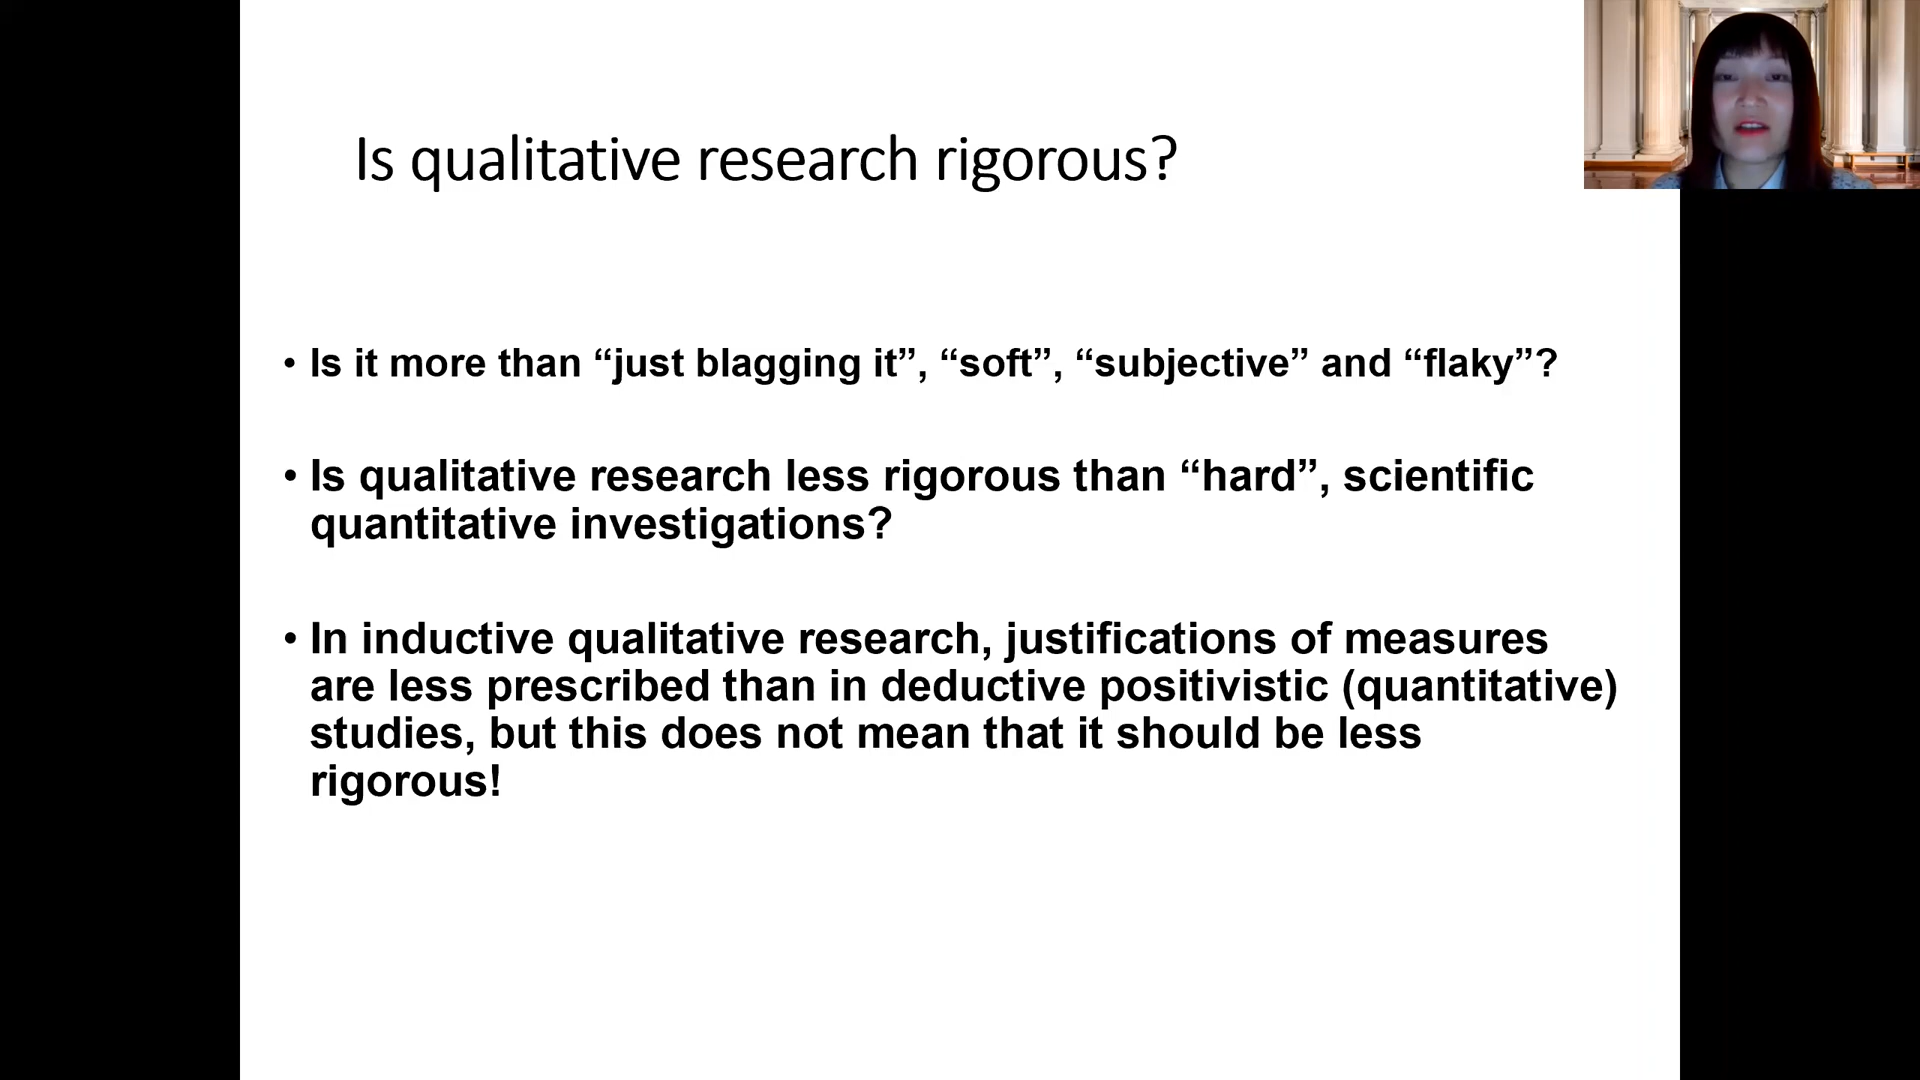 Is qualitative research rigorous?
• Is it more than “just blagging it”, “soft”, “subjective” and “flaky”?
• Is qualitative research less rigorous than “hard”, scientific
quantitative investigations?
• In inductive qualitative research, justifications of measures
are less prescribed than in deductive positivistic (quantitative)
studies, but this does not mean that it should be less
rigorous!